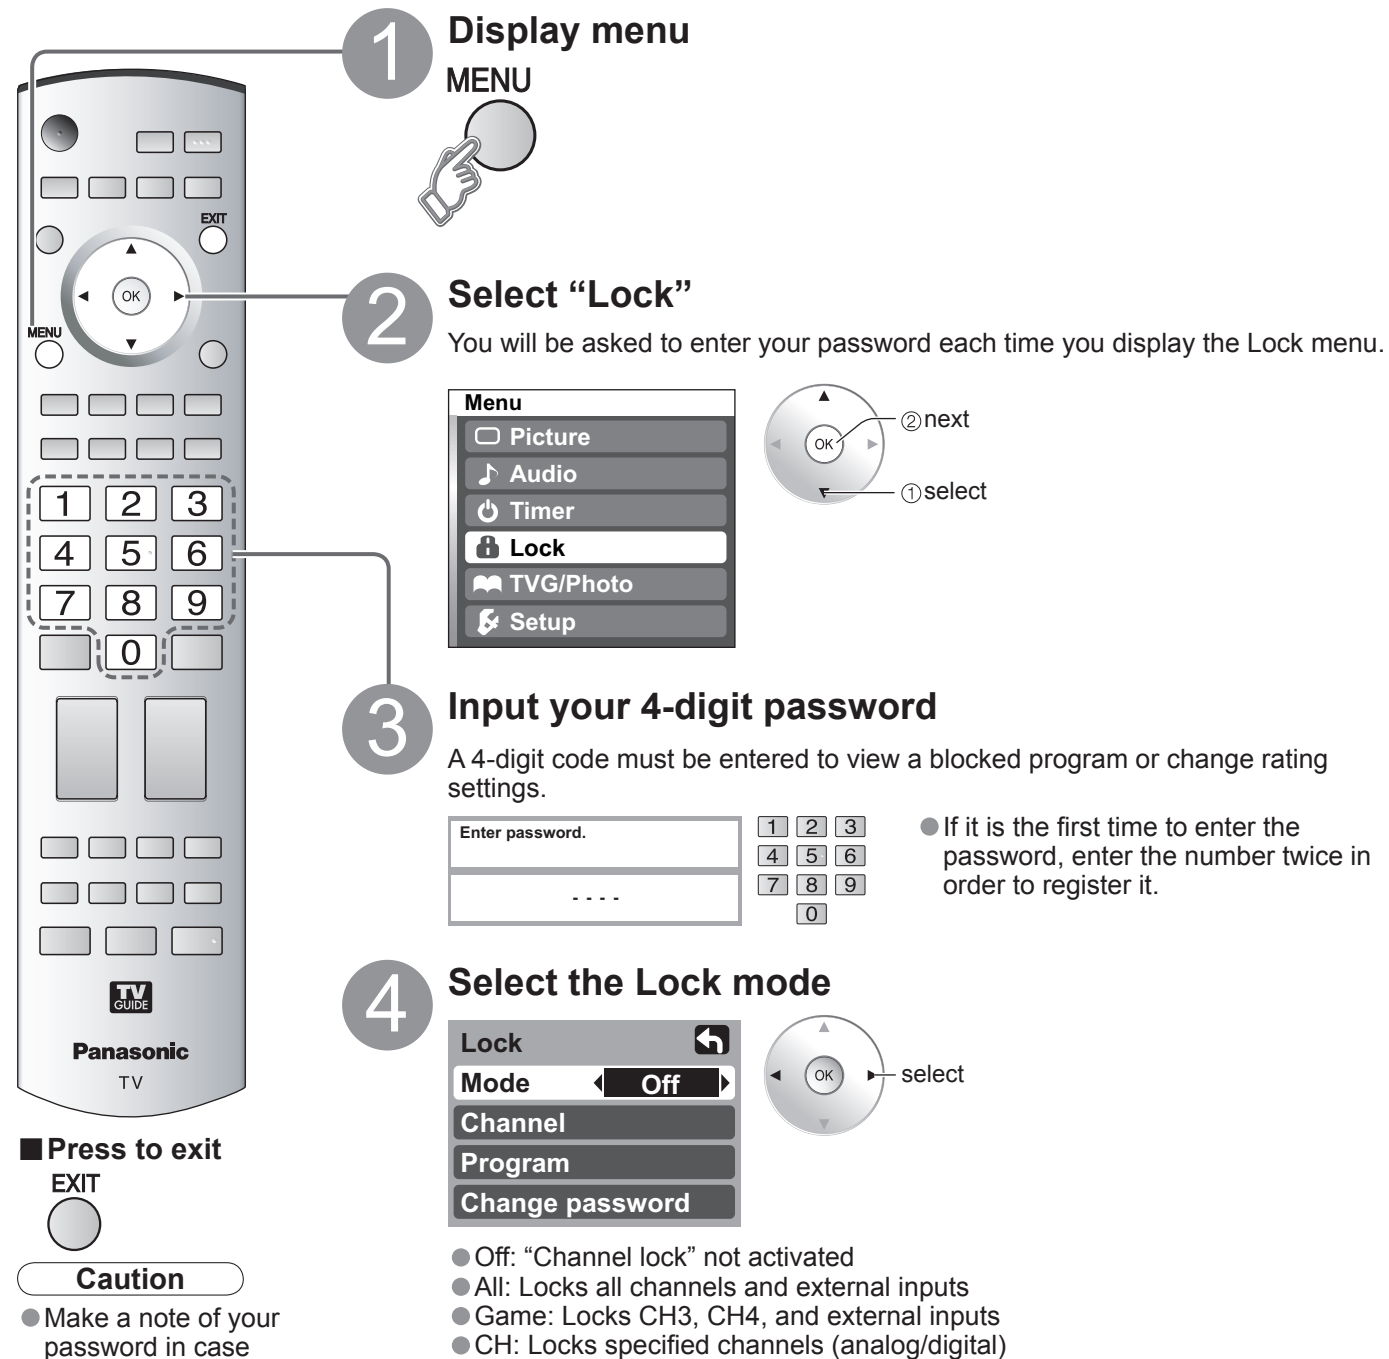 1
Display menu
MENU
EXIT
OK
MENU
2
Select “Lock”
You will be asked to enter your password each time you display the Lock menu.
Menu
Picture
Audio
Timer
Lock
TVG/Photo
Setup
OK
②next
①select
1 2 3
4 5 6
7 8 9
0
3
Input your 4-digit password
A 4-digit code must be entered to view a blocked program or change rating
settings.
Enter password.
- - - -
1 2 3
4 5 6
7 8 9
0
● If it is the first time to enter the
password, enter the number twice in
order to register it.
TV
GUIDE
Panasonic
TV
4
Select the Lock mode
Lock
Mode Off
Channel
Program
Change password
OK
select
● Off: “Channel lock” not activated
● All: Locks all channels and external inputs
● Game: Locks CH3, CH4, and external inputs
● CH: Locks specified channels (analog/digital)
■ Press to exit
EXIT
Caution
● Make a note of your
password in case